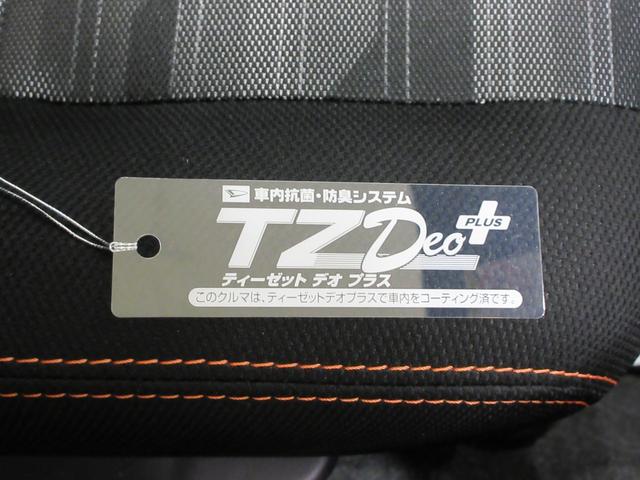 車内抗菌・防臭システム
TZ Deo PLUS
ティーゼット デオ プラス
このクルマは、ティーゼットデオプラスで車内をコーティング済です。